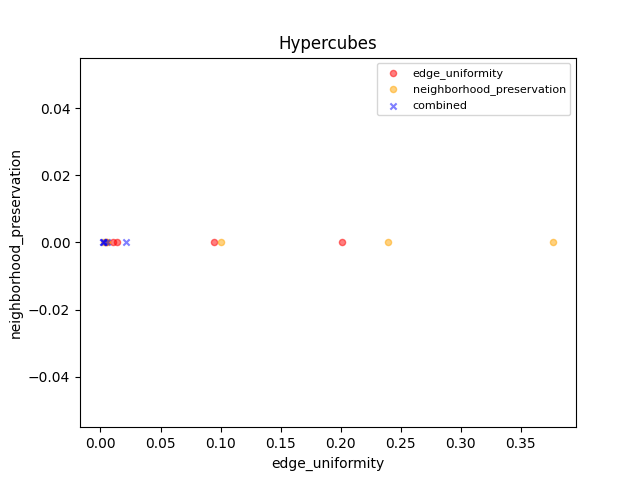 Hypercubes
edge_uniformity
neighborhood_preservation
combined
0.04
0.02
0.00
−0.02
−0.04
neighborhood_preservation
0.00 0.05 0.10 0.15 0.20 0.25 0.30 0.35
edge_uniformity